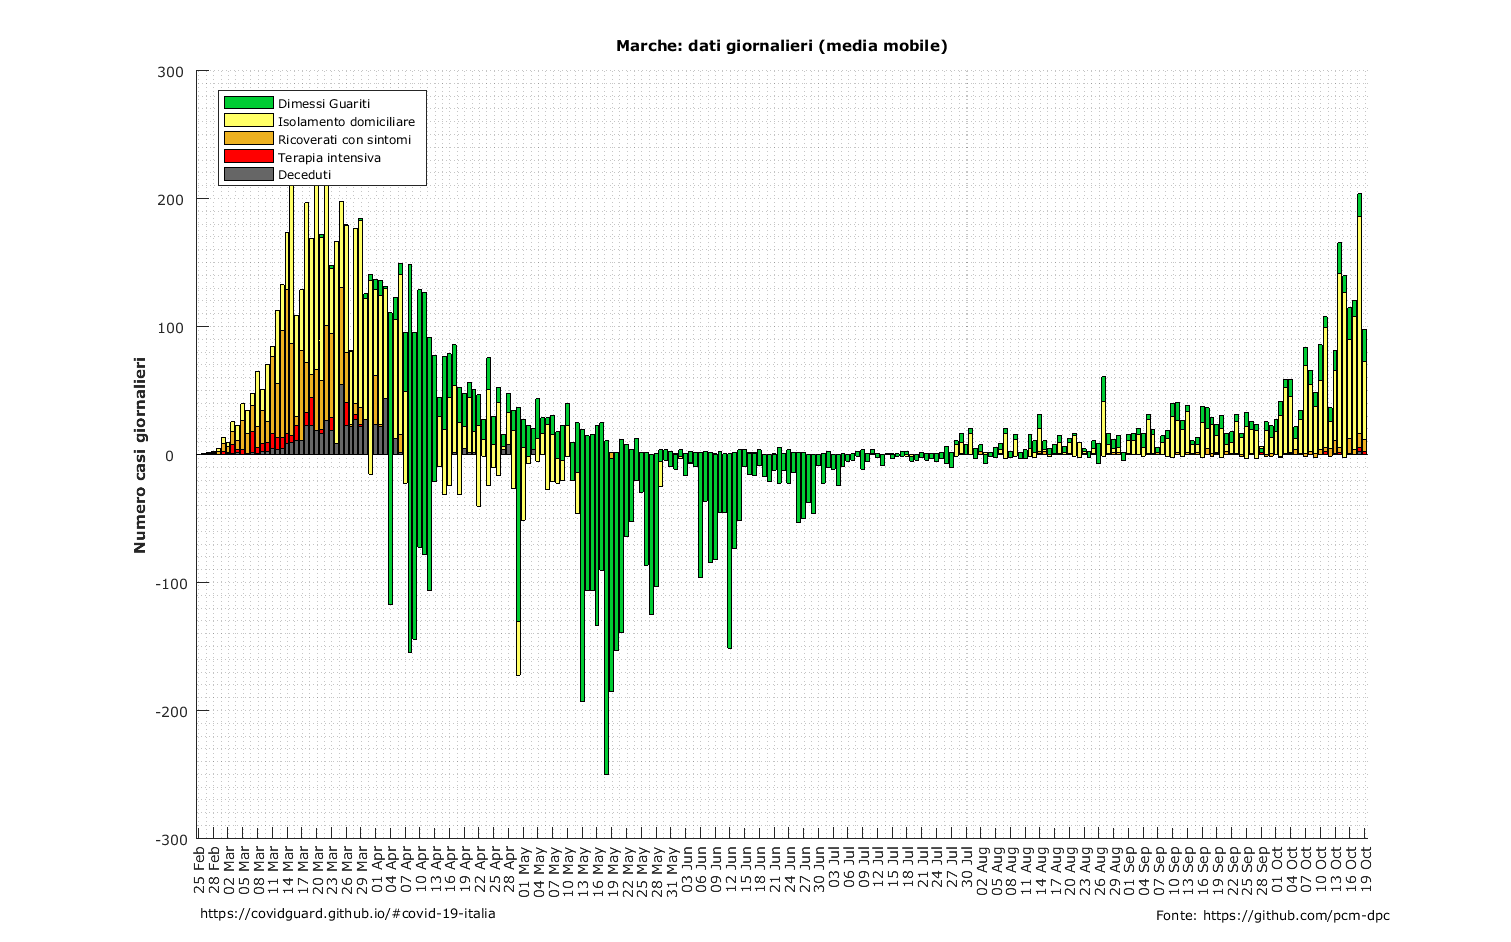 Marche: dati giornalieri (media mobile)
300
200
100
0
-100
-200
-300
Numero casi giornalieri
Dimessi Guariti
Isolamento domiciliare
Ricoverati con sintomi
Terapia intensiva
Deceduti
25 Feb
28 Feb
02 Mar
05 Mar
08 Mar
11 Mar
14 Mar
17 Mar
20 Mar
23 Mar
26 Mar
29 Mar
01 Apr
04 Apr
07 Apr
10 Apr
13 Apr
16 Apr
19 Apr
22 Apr
25 Apr
28 Apr
01 May
04 May
07 May
10 May
13 May
16 May
19 May
22 May
25 May
28 May
31 May
03 Jun
06 Jun
09 Jun
12 Jun
15 Jun
18 Jun
21 Jun
24 Jun
27 Jun
30 Jun
03 Jul
06 Jul
09 Jul
12 Jul
15 Jul
18 Jul
21 Jul
24 Jul
27 Jul
30 Jul
02 Aug
05 Aug
08 Aug
11 Aug
14 Aug
17 Aug
20 Aug
23 Aug
26 Aug
29 Aug
01 Sep
04 Sep
07 Sep
10 Sep
13 Sep
16 Sep
19 Sep
22 Sep
25 Sep
28 Sep
01 Oct
04 Oct
07 Oct
10 Oct
13 Oct
16 Oct
19 Oct
https://covidguard.github.io/#covid-19-italia
Fonte: https://github.com/pcm-dpc